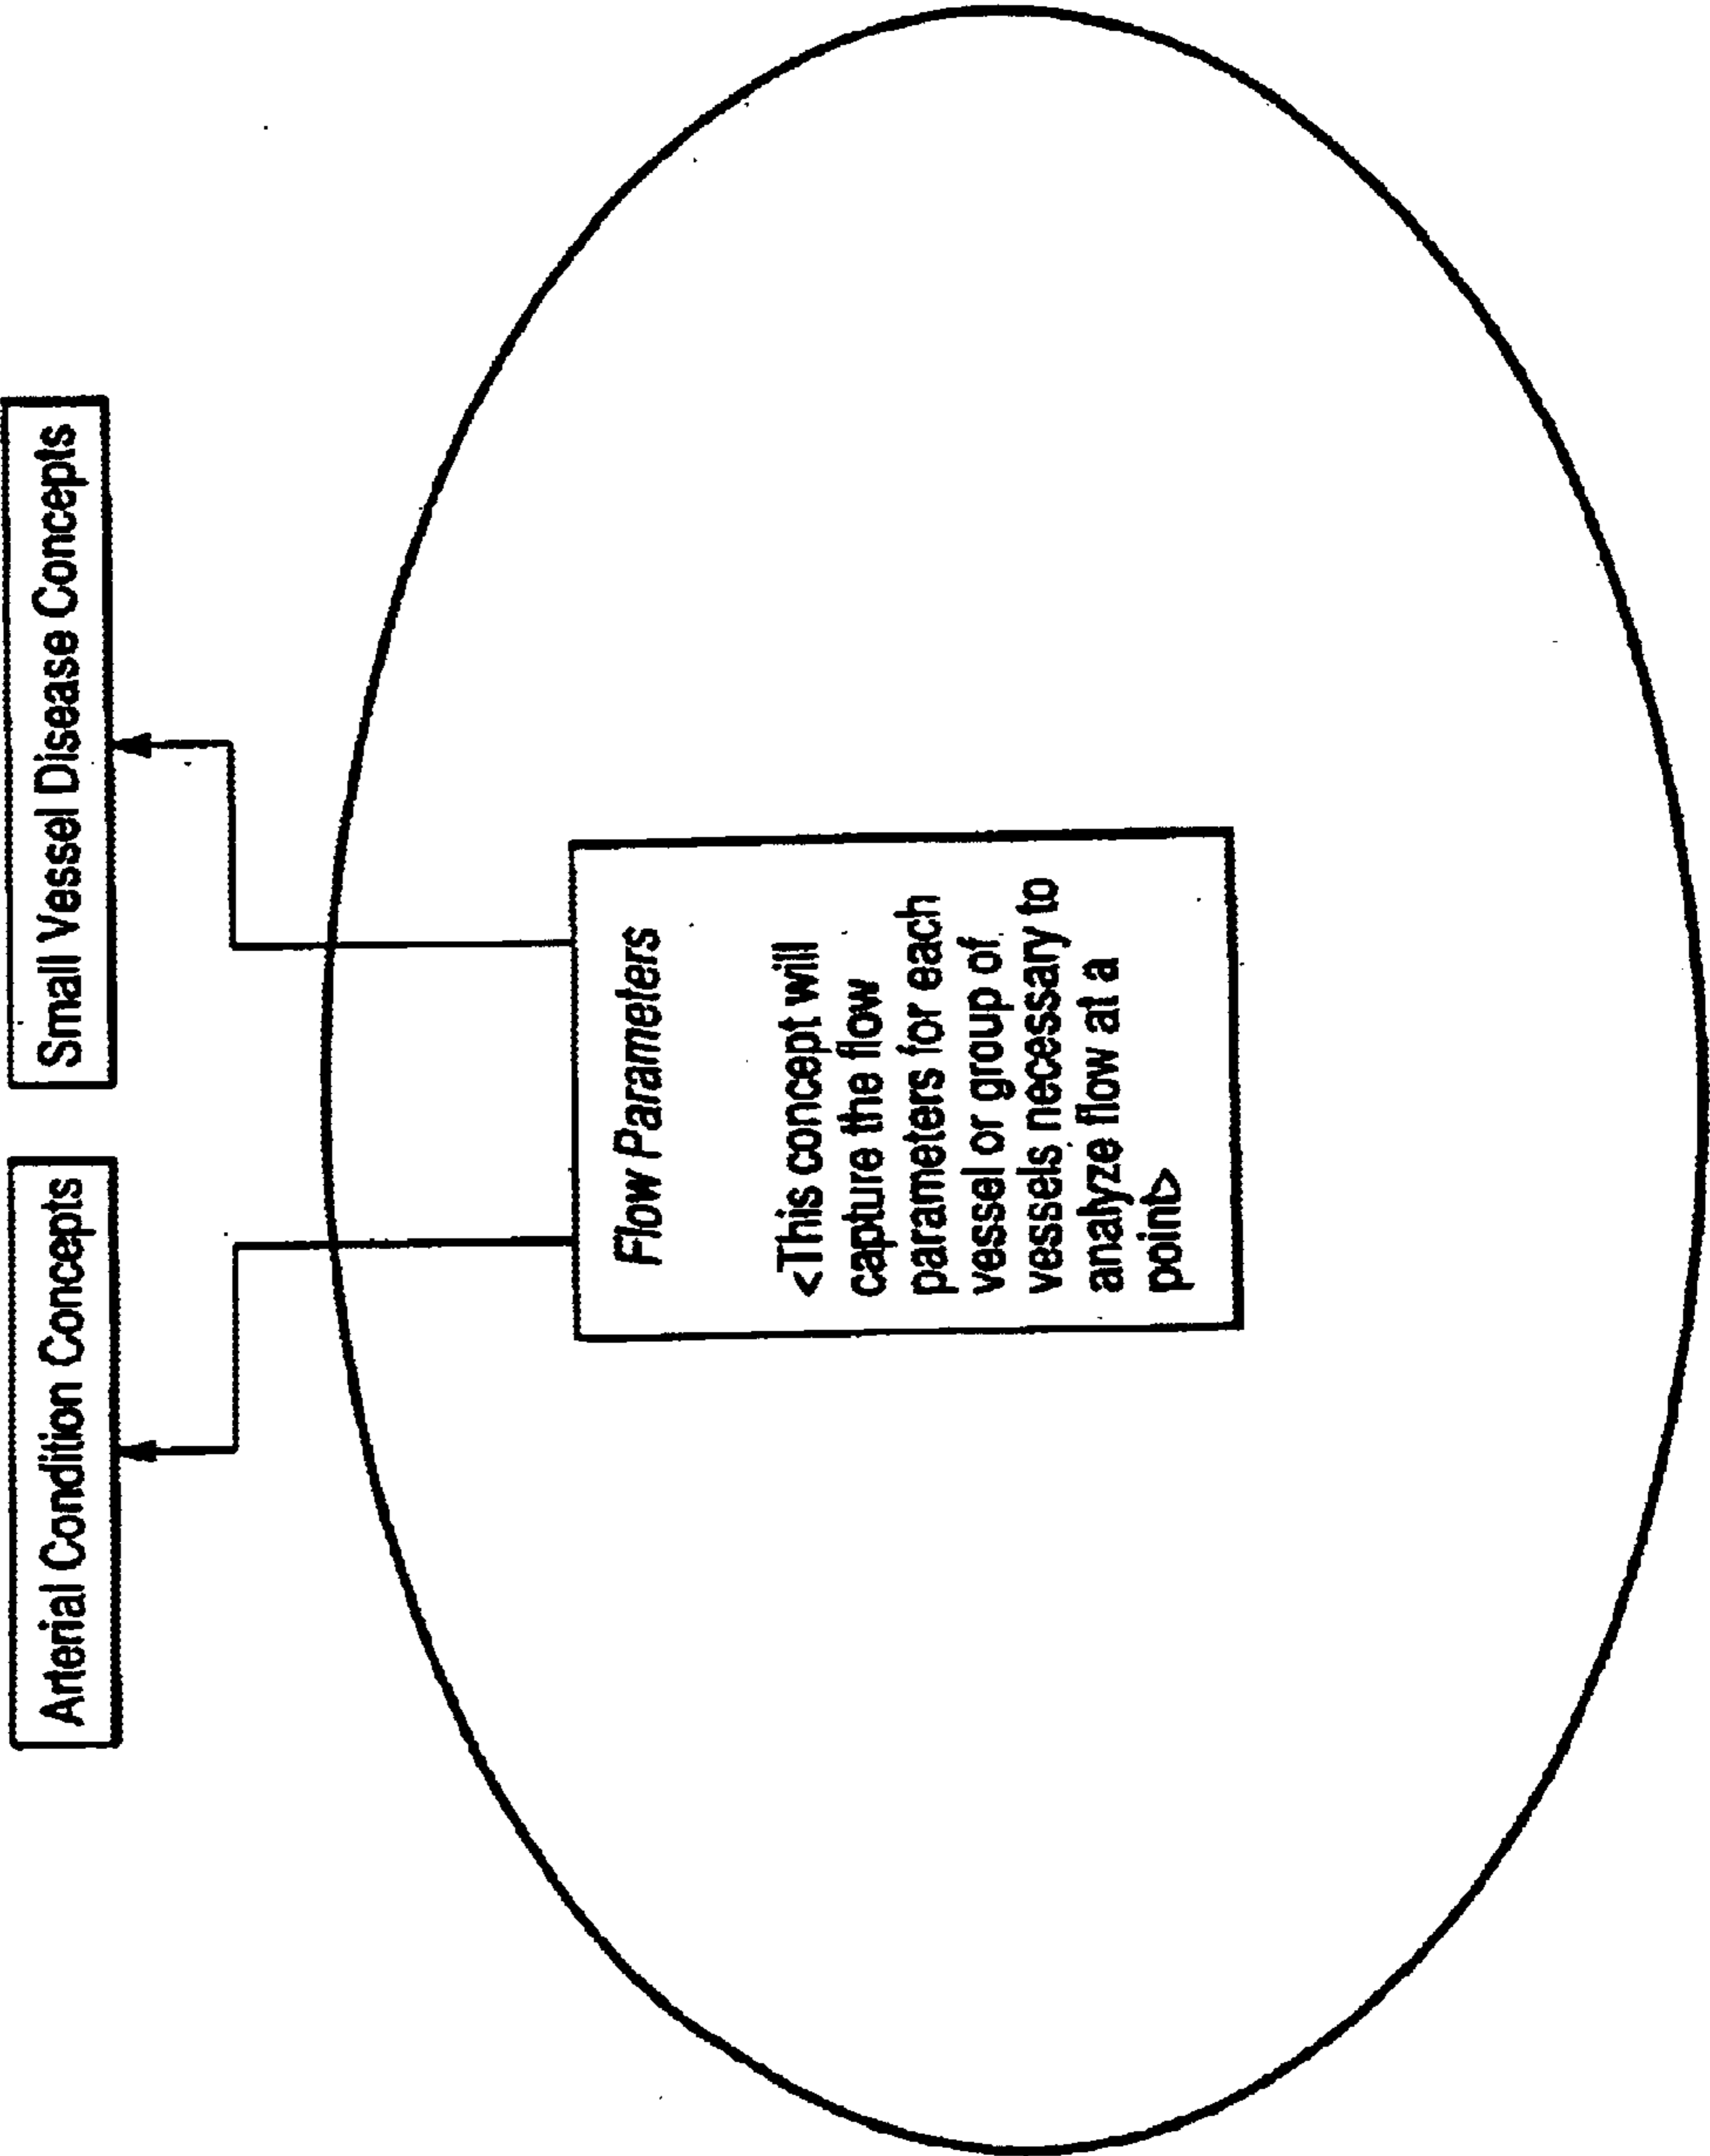 Arterial Condition Concepts
Small Vessel Disease Concepts
Flow Parameters
<This concept will
capture the flow
parameters for each
vessel or group of
vessels necessary to
analyze flow at a
point>